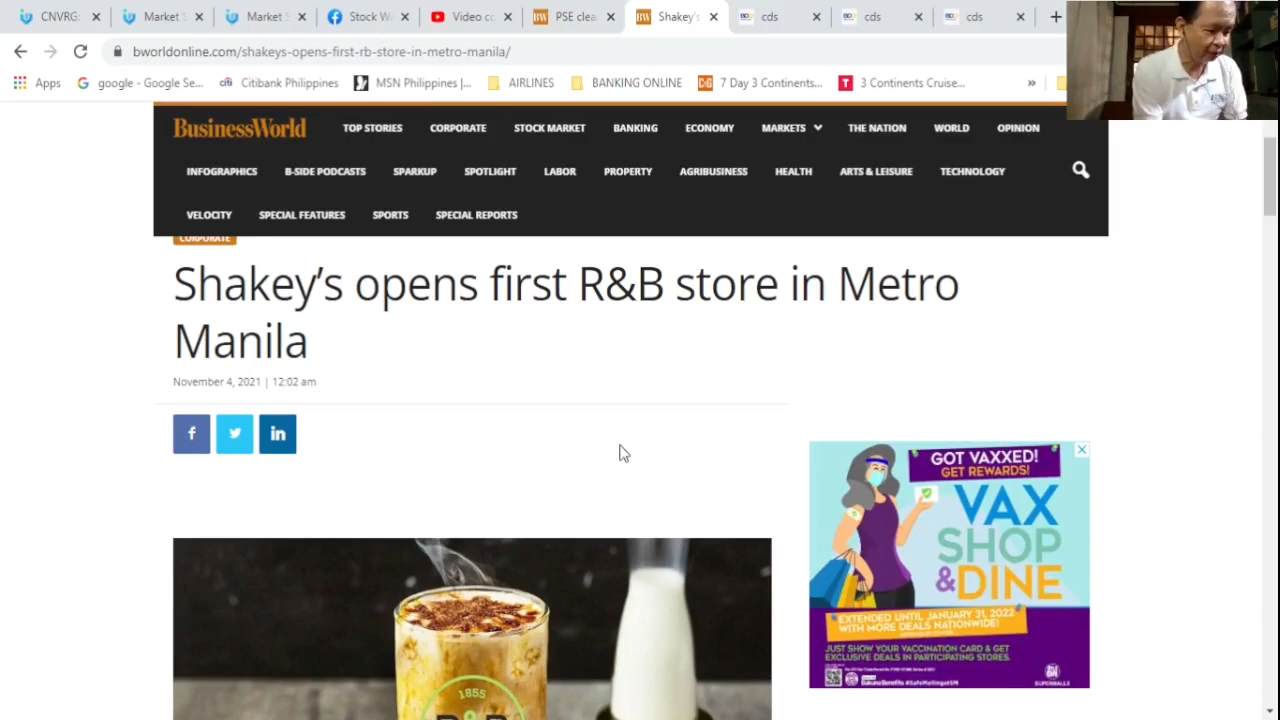 CNVRG:
Market S
Market S
Stock Wa
Video co
PSE clea
Shakey's
cds
cds
cds
bworldonline.com/shakeys-opens-first-rb-store-in-metro-manila/
Apps
google - Google Se...
Citibank Philippines
MSN Philippines |...
AIRLINES
BANKING ONLINE
7 Day 3 Continents...
3 Continents Cruise...
BusinessWorld
TOP STORIES
CORPORATE
STOCK MARKET
BANKING
ECONOMY
MARKETS
THE NATION
WORLD
OPINION
INFOGRAPHICS
B-SIDE PODCASTS
SPARKUP
SPOTLIGHT
LABOR
PROPERTY
AGRIBUSINESS
HEALTH
ARTS & LEISURE
TECHNOLOGY
VELOCITY
SPECIAL FEATURES
SPORTS
SPECIAL REPORTS
CORPORATE
Shakey's opens first R&B store in Metro
Manila
November 4, 2021 | 12:02 am
GOT VAXXED!
GET REWARDS!
VAX
SHOP
&DINE
EXTENDED UNTIL JANUARY 31, 2022
WITH MORE DEALS NATIONWIDE!
JUST SHOW YOUR VACCINATION CARD & GET
EXCLUSIVE DEALS IN PARTICIPATING STORES.
#SafeMallingatSM
SM
SUPERMALLS
1855
R&B